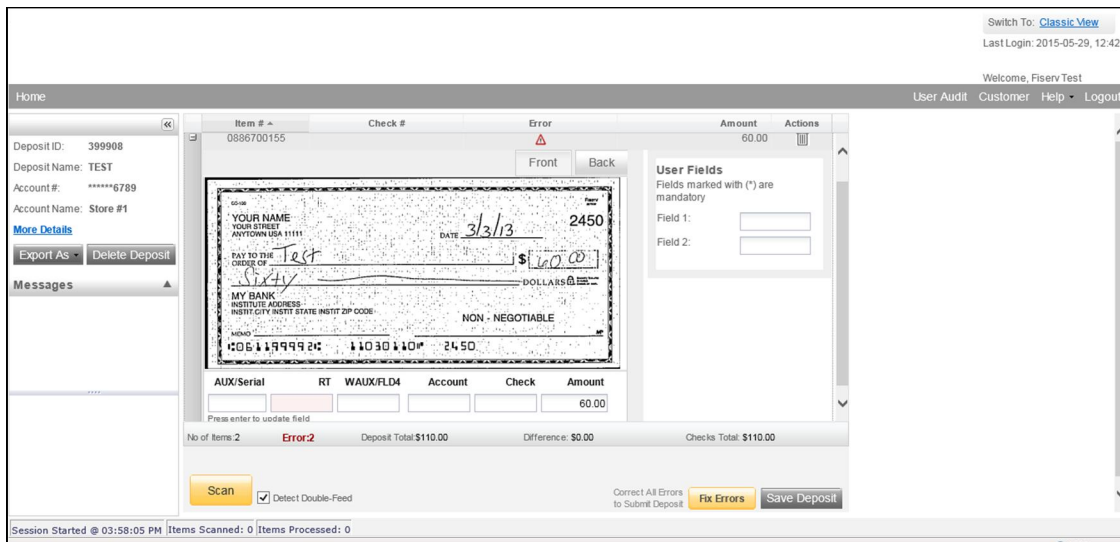 Switch To: Classic View
Last Login: 2015-05-29, 12:42
Welcome, Fiserv Test
Home User Audit Customer Help Logout
Item # Check # Error Amount Actions
0886700155 60.00
Deposit ID: 399908
Deposit Name: TEST
Account #: ******6789
Account Name: Store #1
More Details
Export As Delete Deposit
Messages
Front Back
YOUR NAME
YOUR STREET
ANYTOWN USA 11111
2450
DATE 3/3/13
PAY TO THE ORDER OF Test $ 60.00
Sixty DOLLARS
MY BANK
INSTITUTE ADDRESS
INSTIT CITY INSTIT STATE INSTIT ZIP CODE
NON - NEGOTIABLE
MEMO MP
⑆061199992⑆ 11030110⑈ 2450
User Fields
Fields marked with (*) are
mandatory
Field 1:
Field 2:
AUX/Serial RT WAUX/FLD4 Account Check Amount
60.00
Press enter to update field
No of Items:2 Error:2 Deposit Total:$110.00 Difference: $0.00 Checks Total: $110.00
Scan Detect Double-Feed
Correct All Errors
to Submit Deposit
Fix Errors Save Deposit
Session Started @ 03:58:05 PM Items Scanned: 0 Items Processed: 0